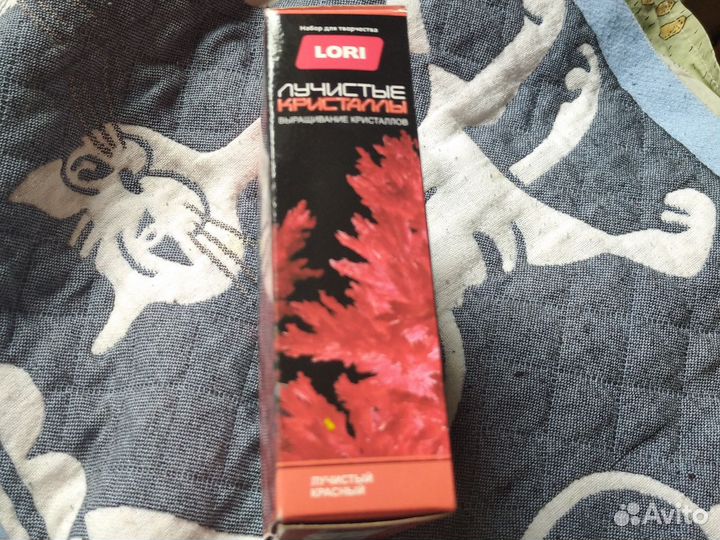 Набор для творчества
LORI
ЛУЧИСТЫЕ
КРИСТАЛЛЫ
ВЫРАЩИВАНИЕ КРИСТАЛЛОВ
ЛУЧИСТЫЙ
КРАСНЫЙ
Avito